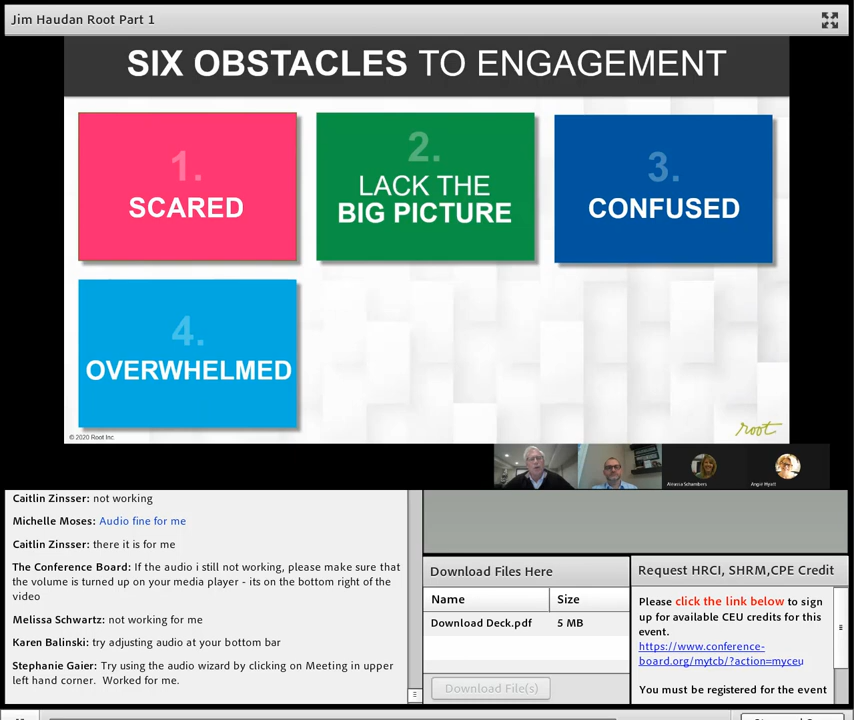 Jim Haudan Root Part 1
SIX OBSTACLES TO ENGAGEMENT
1.
SCARED
2.
LACK THE
BIG PICTURE
3.
CONFUSED
4.
OVERWHELMED
© 2020 Root Inc.
root
Angie Myatt
Caitlin Zinsser: not working
Michelle Moses: Audio fine for me
Caitlin Zinsser: there it is for me
The Conference Board: If the audio i still not working, please make sure that
the volume is turned up on your media player - its on the bottom right of the
video
Melissa Schwartz: not working for me
Karen Balinski: try adjusting audio at your bottom bar
Stephanie Gaier: Try using the audio wizard by clicking on Meeting in upper
left hand corner. Worked for me.
Download Files Here
Name Size
Download Deck.pdf 5 MB
Download File(s)
Request HRCI, SHRM,CPE Credit
Please click the link below to sign
up for available CEU credits for this
event.
https://www.conference-
board.org/mytcb/?action=myceu
You must be registered for the event